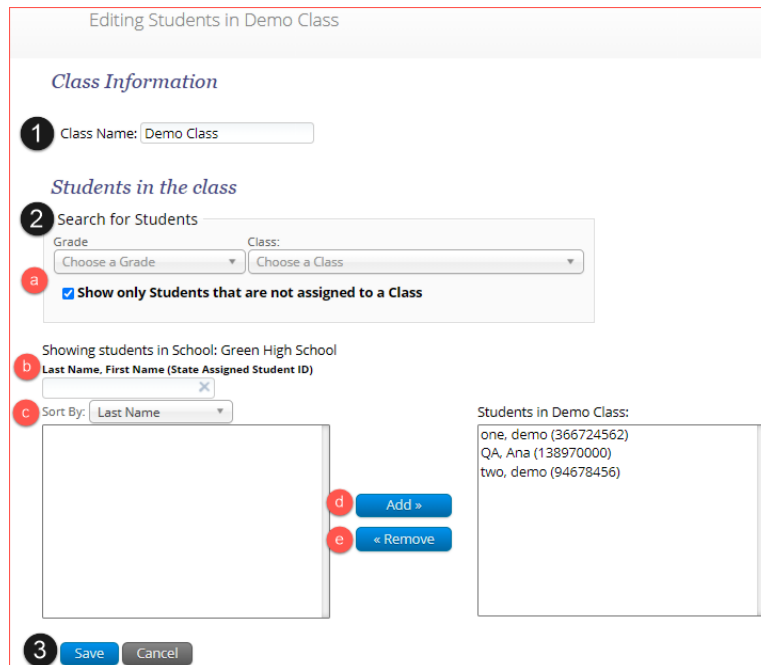 Editing Students in Demo Class
Class Information
1 Class Name: Demo Class
Students in the class
2 Search for Students
Grade Class:
Choose a Grade Choose a Class
a
Show only Students that are not assigned to a Class
Showing students in School: Green High School
b Last Name, First Name (State Assigned Student ID)
c Sort By: Last Name
Students in Demo Class:
one, demo (366724562)
QA, Ana (138970000)
two, demo (94678456)
d Add »
e « Remove
3 Save Cancel